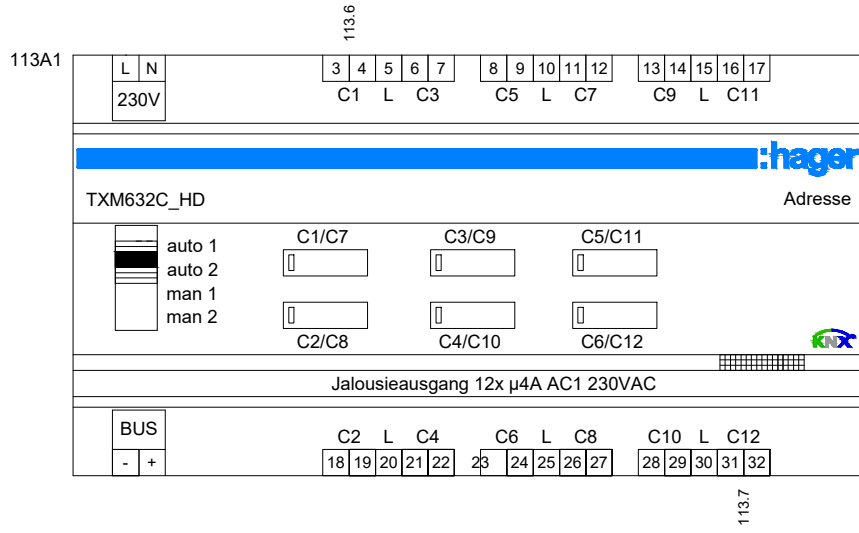 113.6
113A1
L N
3 4 5 6 7 8 9 10 11 12 13 14 15 16 17
230V
C1 L C3 C5 L C7 C9 L C11
:hager
TXM632C_HD Adresse
auto 1
auto 2
man 1
man 2
C1/C7 C3/C9 C5/C11
C2/C8 C4/C10 C6/C12
KNX
Jalousieausgang 12x µ4A AC1 230VAC
BUS
C2 L C4 C6 L C8 C10 L C12
- + 18 19 20 21 22 23 24 25 26 27 28 29 30 31 32
113.7